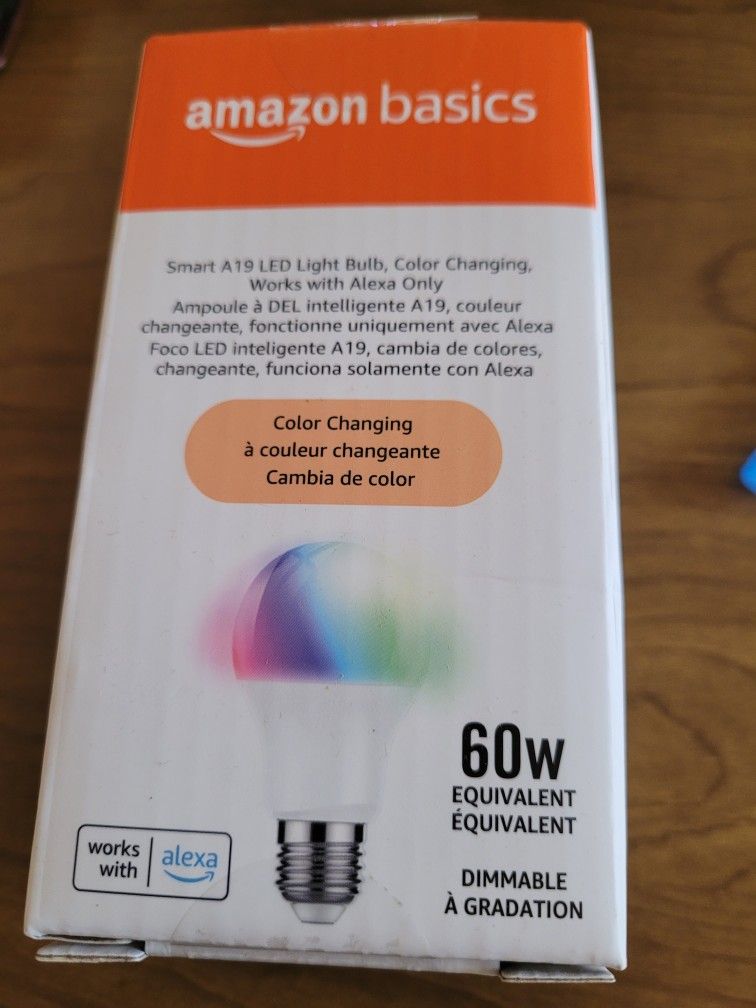 amazon basics
Smart A19 LED Light Bulb, Color Changing,
Works with Alexa Only
Ampoule à DEL intelligente A19, couleur
changeante, fonctionne uniquement avec Alexa
Foco LED inteligente A19, cambia de colores,
changeante, funciona solamente con Alexa
Color Changing
à couleur changeante
Cambia de color
60W
EQUIVALENT
ÉQUIVALENT
works
with
alexa
DIMMABLE
À GRADATION